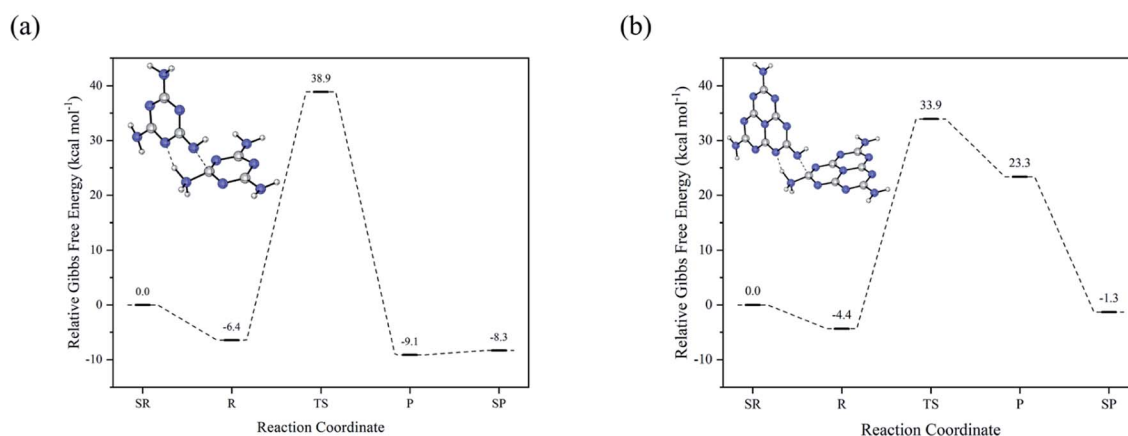 (a)
Relative Gibbs Free Energy (kcal mol⁻¹)
40
30
20
10
0
-10
0.0
-6.4
38.9
-9.1
-8.3
SR R TS P SP
Reaction Coordinate
(b)
Relative Gibbs Free Energy (kcal mol⁻¹)
40
30
20
10
0
-10
0.0
-4.4
33.9
23.3
-1.3
SR R TS P SP
Reaction Coordinate